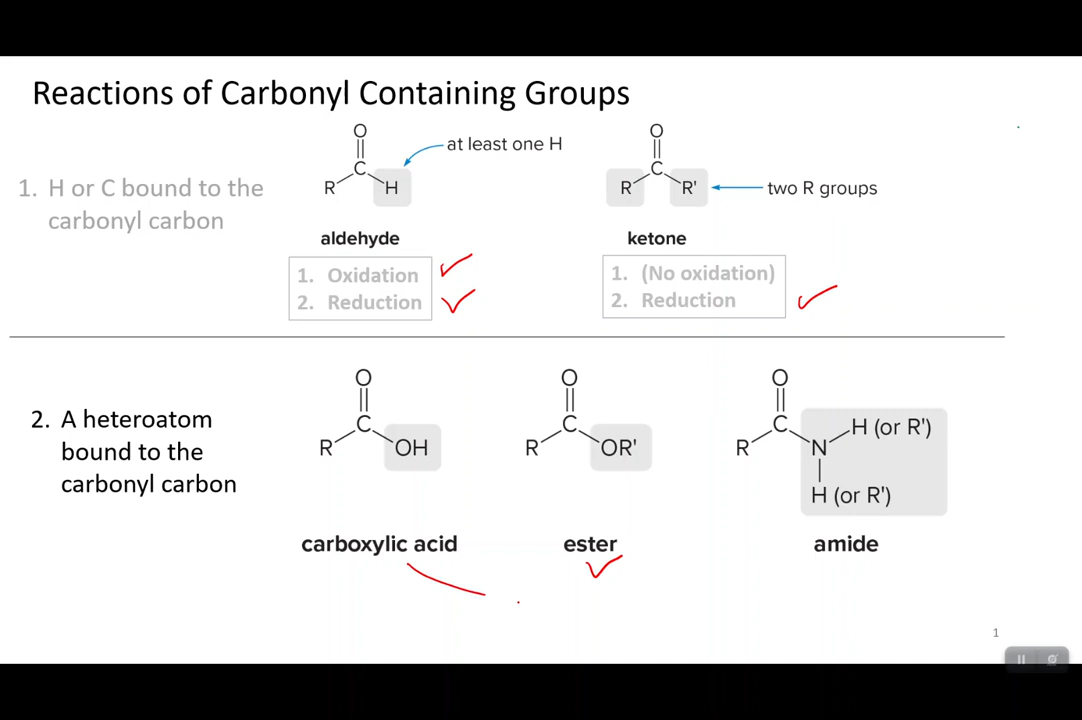 Reactions of Carbonyl Containing Groups
1. H or C bound to the
carbonyl carbon
O
C
R
H
at least one H
aldehyde
1. Oxidation
2. Reduction
O
C
R
R'
two R groups
ketone
1. (No oxidation)
2. Reduction
2. A heteroatom
bound to the
carbonyl carbon
O
C
R
OH
carboxylic acid
O
C
R
OR'
ester
O
C
R
N
H (or R')
H (or R')
amide
1